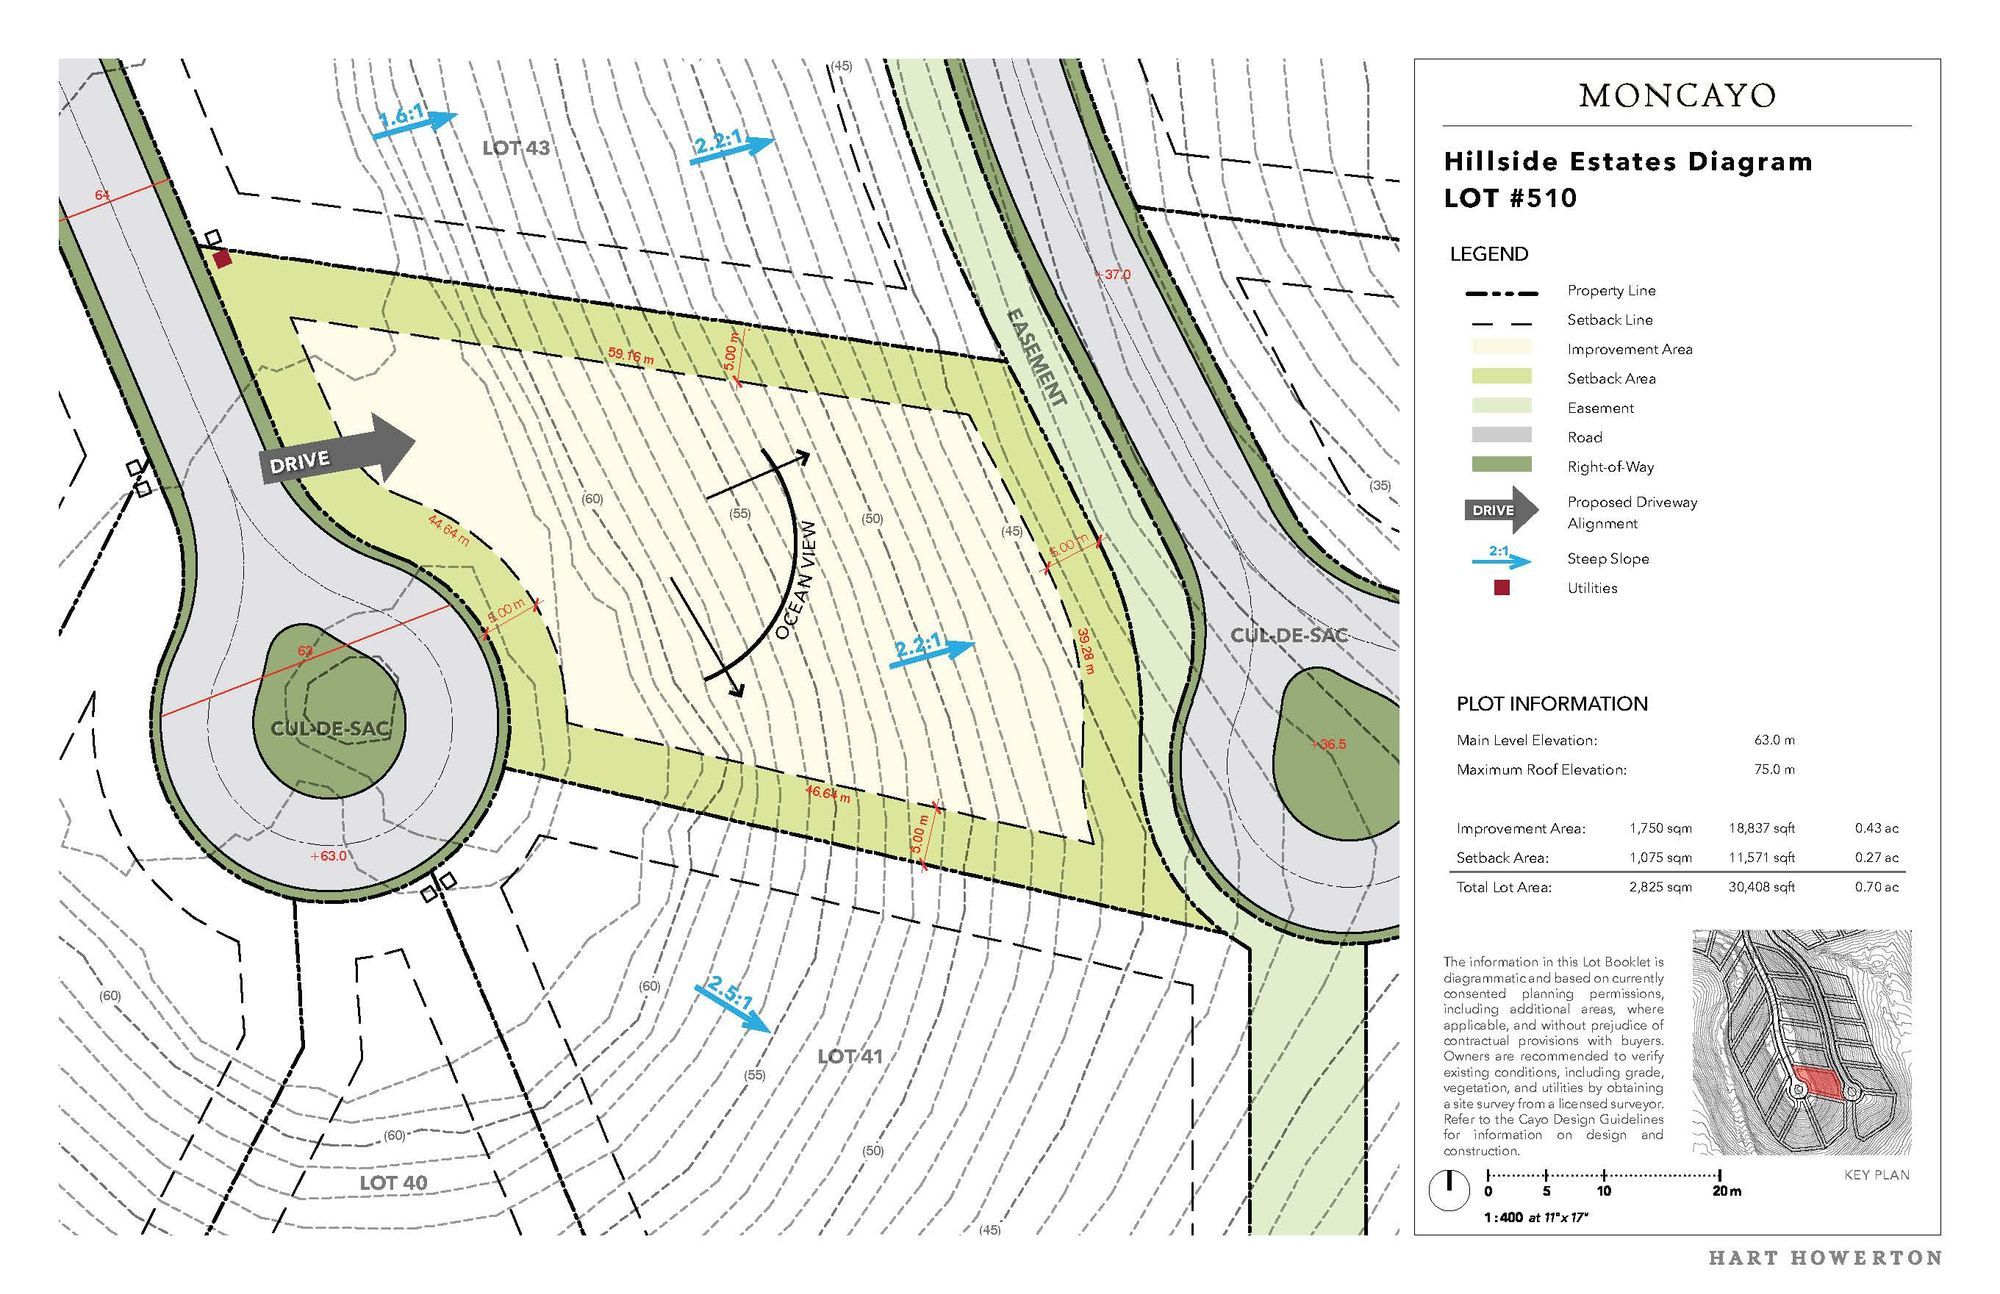 MONCAYO
Hillside Estates Diagram
LOT #510
LEGEND
Property Line
Setback Line
Improvement Area
Setback Area
Easement
Road
Right-of-Way
DRIVE
Proposed Driveway
Alignment
2:1
Steep Slope
Utilities
PLOT INFORMATION
Main Level Elevation: 63.0 m
Maximum Roof Elevation: 75.0 m
Improvement Area: 1,750 sqm 18,837 sqft 0.43 ac
Setback Area: 1,075 sqm 11,571 sqft 0.27 ac
Total Lot Area: 2,825 sqm 30,408 sqft 0.70 ac
The information in this Lot Booklet is
diagrammatic and based on currently
consented planning permissions,
including additional areas, where
applicable, and without prejudice of
contractual provisions with buyers.
Owners are recommended to verify
existing conditions, including grade,
vegetation, and utilities by obtaining
a site survey from a licensed surveyor.
Refer to the Cayo Design Guidelines
for information on design and
construction.
KEY PLAN
0 5 10 20m
1:400 at 11"x 17"
HART HOWERTON
(45)
1.6:1
LOT 43
2.2:1
64
+37.0
EASEMENT
59.16 m
5.00 m
DRIVE
44.64 m
(60)
(55)
(50)
(45)
(35)
OCEAN VIEW
5.00 m
5.00 m
63
2.2:1
39.28 m
CUL-DE-SAC
CUL-DE-SAC
+36.5
46.64 m
5.00 m
+63.0
(60)
(60)
2.5:1
LOT 41
(55)
(60)
(50)
LOT 40
(45)